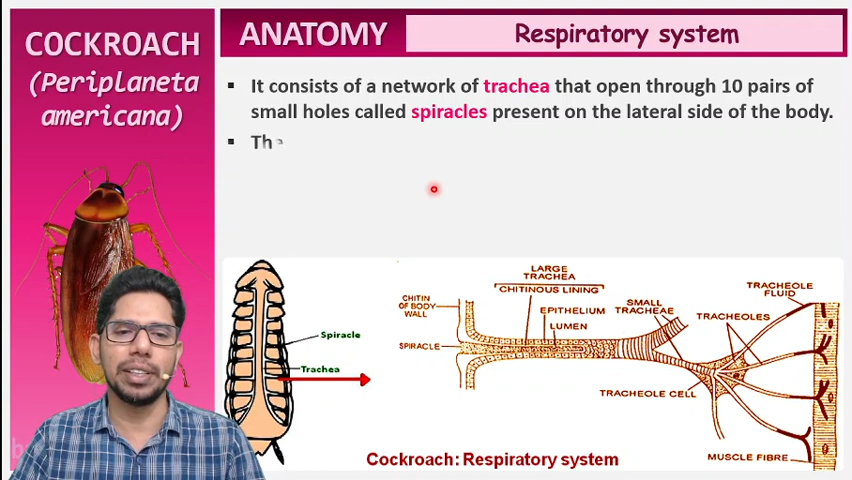 COCKROACH
(Periplaneta
americana)
ANATOMY
Respiratory system
▪ It consists of a network of trachea that open through 10 pairs of
small holes called spiracles present on the lateral side of the body.
▪ Tha
Spiracle
Trachea
LARGE
TRACHEA
CHITINOUS LINING
CHITIN
OF BODY
WALL
EPITHELIUM
LUMEN
SMALL
TRACHEAE
TRACHEOLE
FLUID
TRACHEOLES
SPIRACLE
TRACHEOLE CELL
MUSCLE FIBRE
Cockroach: Respiratory system